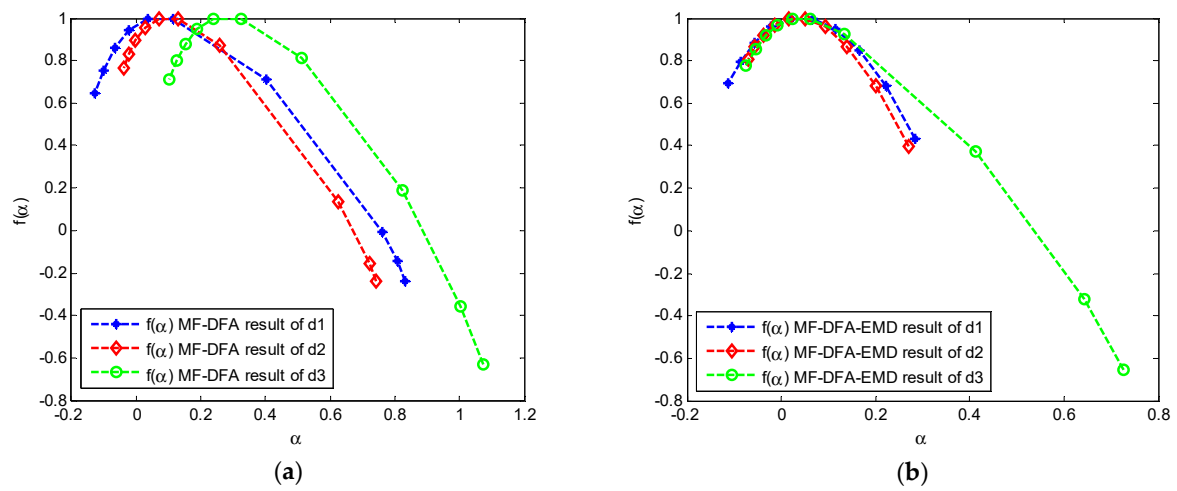 1
0.8
0.6
0.4
0.2
0
-0.2
-0.4
-0.6
-0.8
f(α)
-0.2 0 0.2 0.4 0.6 0.8 1 1.2
α
f(α) MF-DFA result of d1
f(α) MF-DFA result of d2
f(α) MF-DFA result of d3
(a)
1
0.8
0.6
0.4
0.2
0
-0.2
-0.4
-0.6
-0.8
f(α)
-0.2 0 0.2 0.4 0.6 0.8
α
f(α) MF-DFA-EMD result of d1
f(α) MF-DFA-EMD result of d2
f(α) MF-DFA-EMD result of d3
(b)